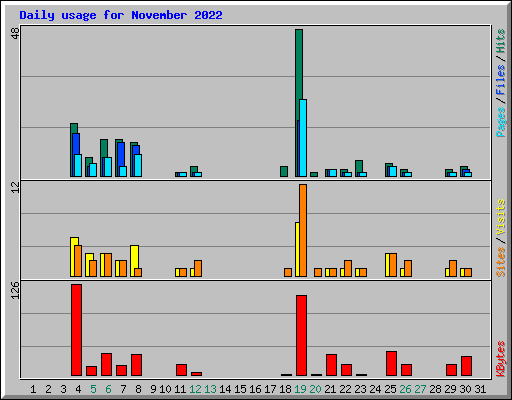 Daily usage for November 2022
48
Pages / Files / Hits
12
Sites / Visits
126
KBytes
1 2 3 4 5 6 7 8 9 10 11 12 13 14 15 16 17 18 19 20 21 22 23 24 25 26 27 28 29 30 31